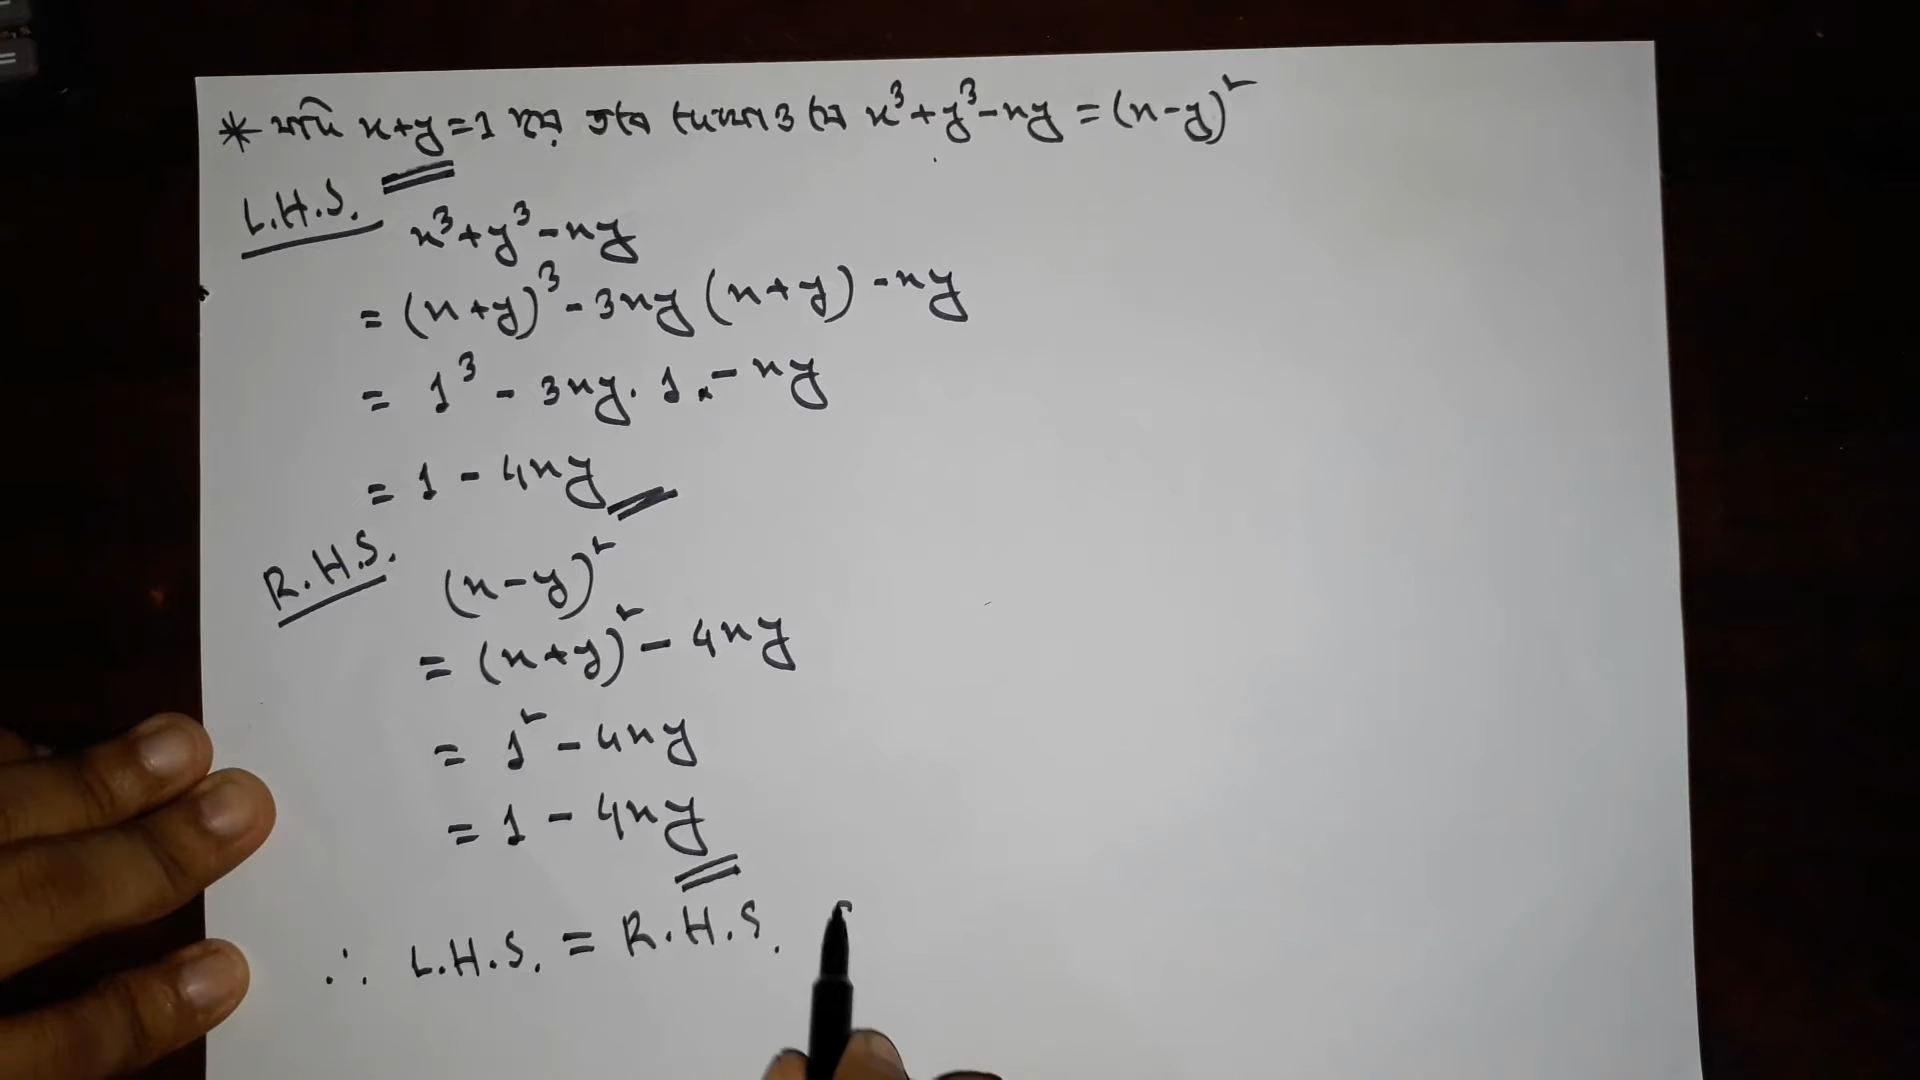 * যদি x+y=1 হয় তবে দেখাও যে x³+y³-xy = (x-y)²
L.H.S.
x³+y³-xy
= (x+y)³ - 3xy (x+y) - xy
= 1³ - 3xy. 1. - xy
= 1 - 4xy
R.H.S.
(x-y)²
= (x+y)² - 4xy
= 1² - 4xy
= 1 - 4xy
∴ L.H.S. = R.H.S.